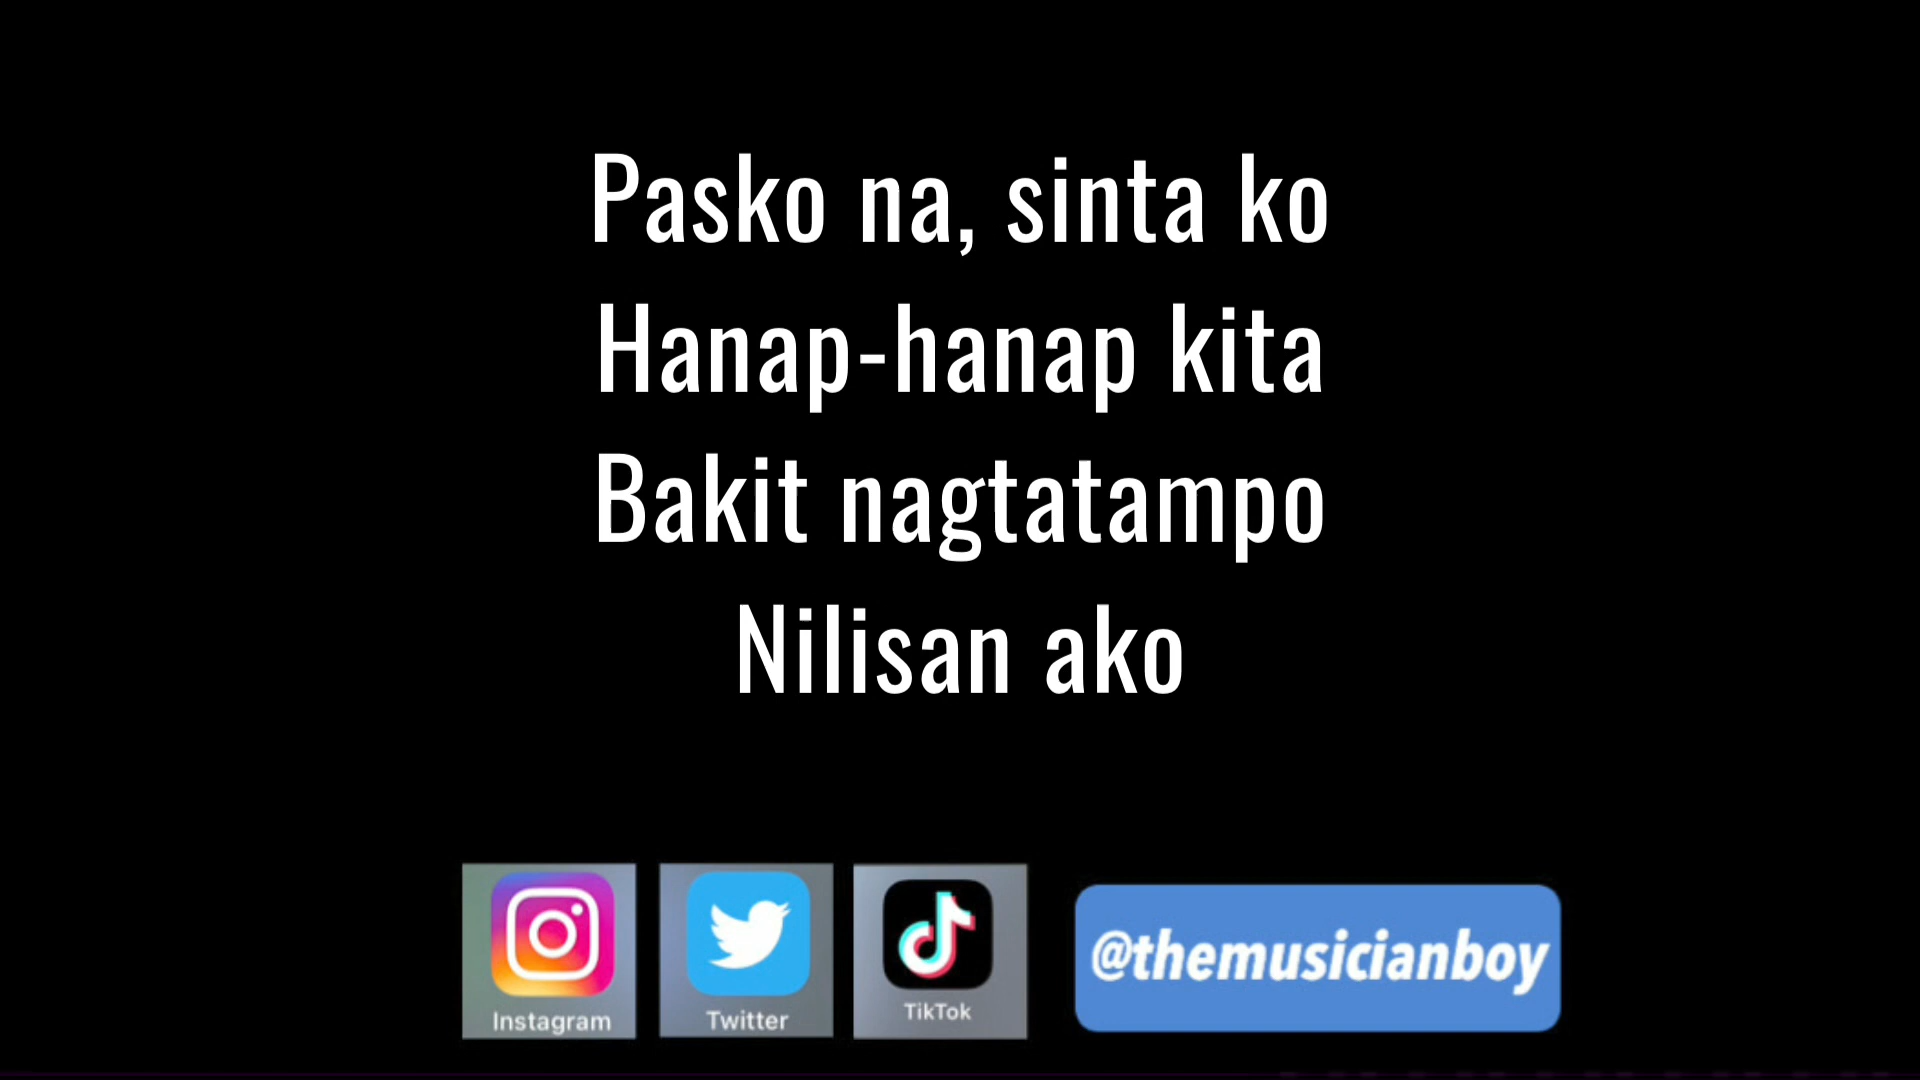 Pasko na, sinta ko
Hanap-hanap kita
Bakit nagtatampo
Nilisan ako
Instagram
Twitter
TikTok
@themusicianboy